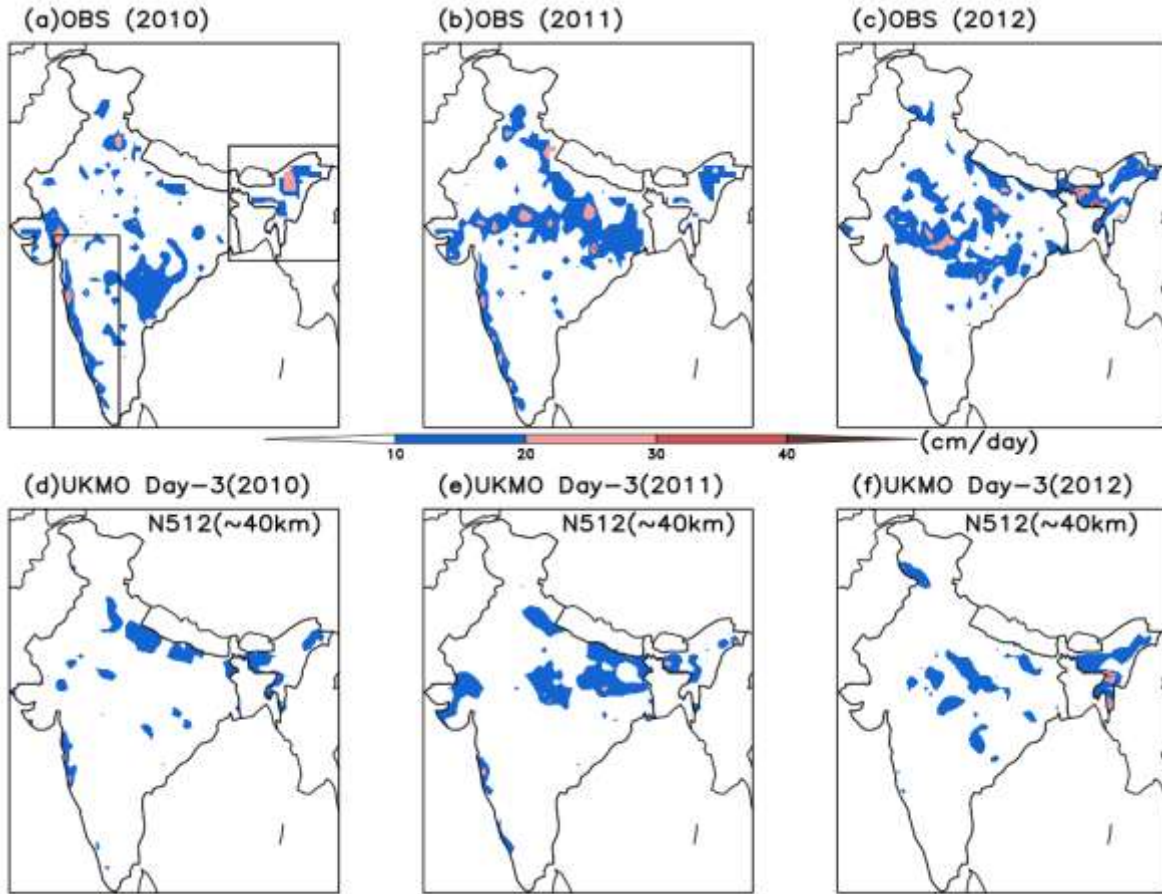 (a)OBS (2010)
(b)OBS (2011)
(c)OBS (2012)
10 20 30 40 (cm/day)
(d)UKMO Day-3(2010)
(e)UKMO Day-3(2011)
(f)UKMO Day-3(2012)
N512(~40km)
N512(~40km)
N512(~40km)